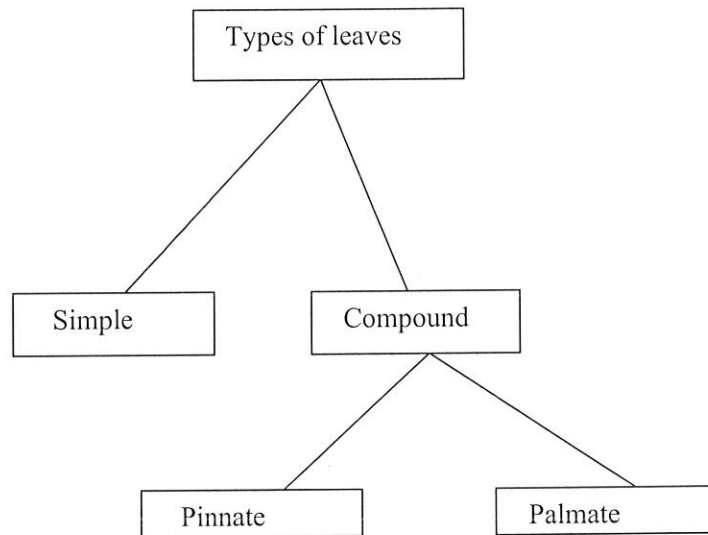 Types of leaves
Simple
Compound
Pinnate
Palmate